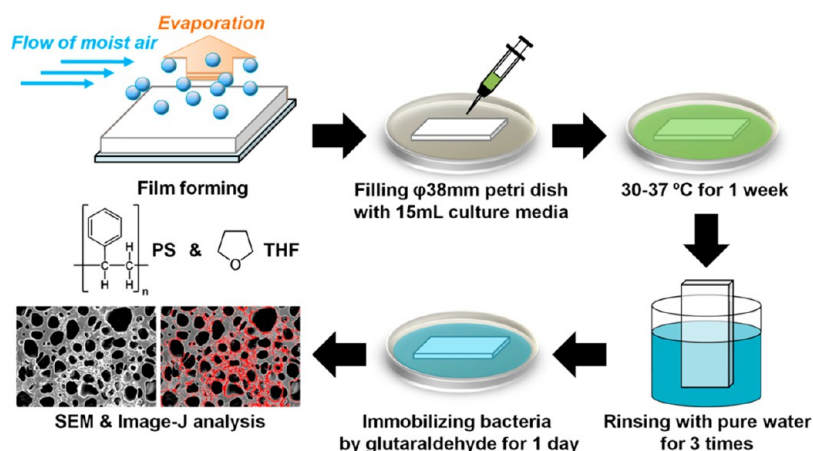 Evaporation
Flow of moist air
Film forming
Filling φ38mm petri dish
with 15mL culture media
30-37 ºC for 1 week
H
C
H
C
H
n
PS & O THF
SEM & Image-J analysis
Immobilizing bacteria
by glutaraldehyde for 1 day
Rinsing with pure water
for 3 times